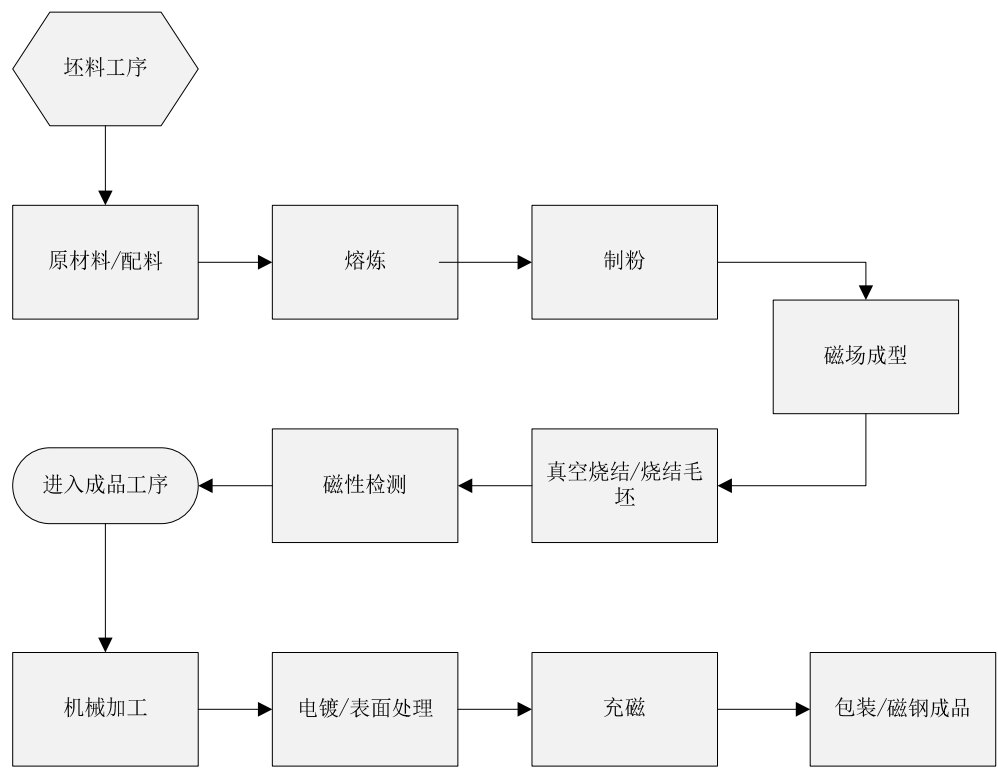 坯料工序
原材料/配料
熔炼
制粉
磁场成型
真空烧结/烧结毛
坯
磁性检测
进入成品工序
机械加工
电镀/表面处理
充磁
包装/磁钢成品